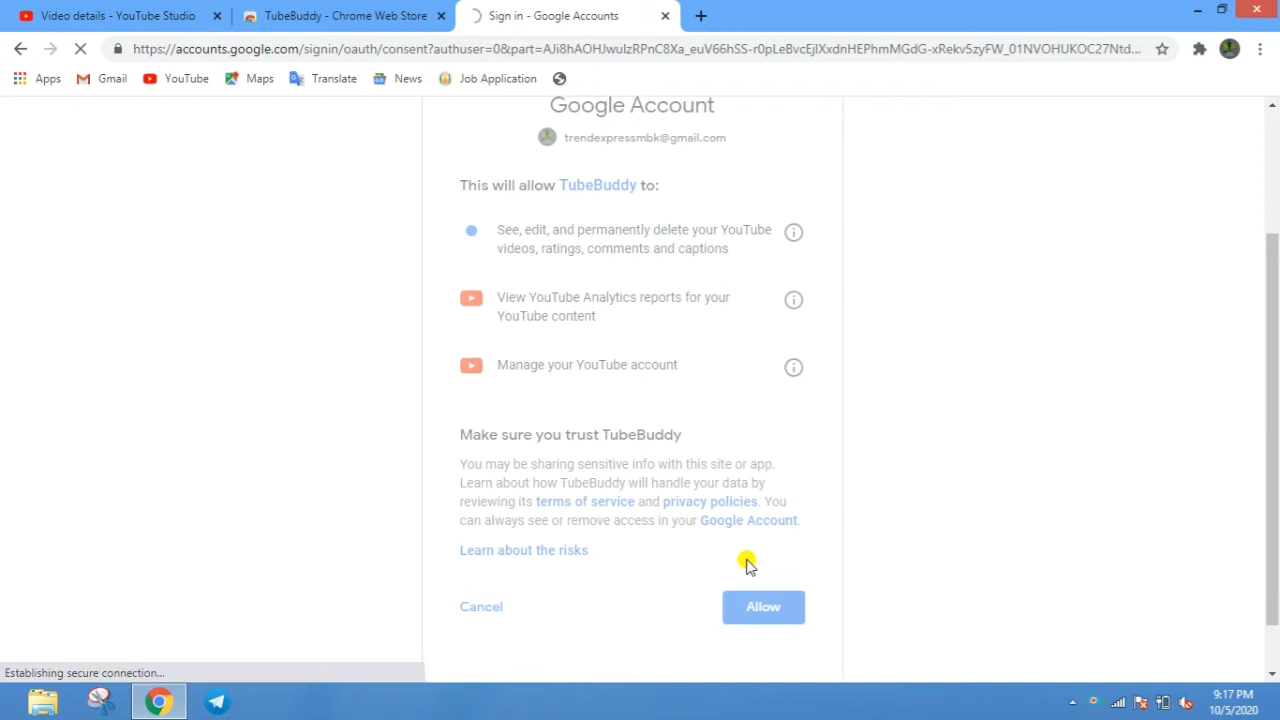 Video details - YouTube Studio
TubeBuddy - Chrome Web Store
Sign in - Google Accounts
https://accounts.google.com/signin/oauth/consent?authuser=0&part=AJi8hAOHJwulzRPnC8Xa_euV66hSS-r0pLeBvcEjIXxdnHEPhmMGdG-xRekv5zyFW_01NVOHUKOC27Ntd...
Apps
Gmail
YouTube
Maps
Translate
News
Job Application
Google Account
trendexpressmbk@gmail.com
This will allow TubeBuddy to:
See, edit, and permanently delete your YouTube
videos, ratings, comments and captions
View YouTube Analytics reports for your
YouTube content
Manage your YouTube account
Make sure you trust TubeBuddy
You may be sharing sensitive info with this site or app.
Learn about how TubeBuddy will handle your data by
reviewing its terms of service and privacy policies. You
can always see or remove access in your Google Account.
Learn about the risks
Cancel
Allow
Establishing secure connection...
9:17 PM
10/5/2020